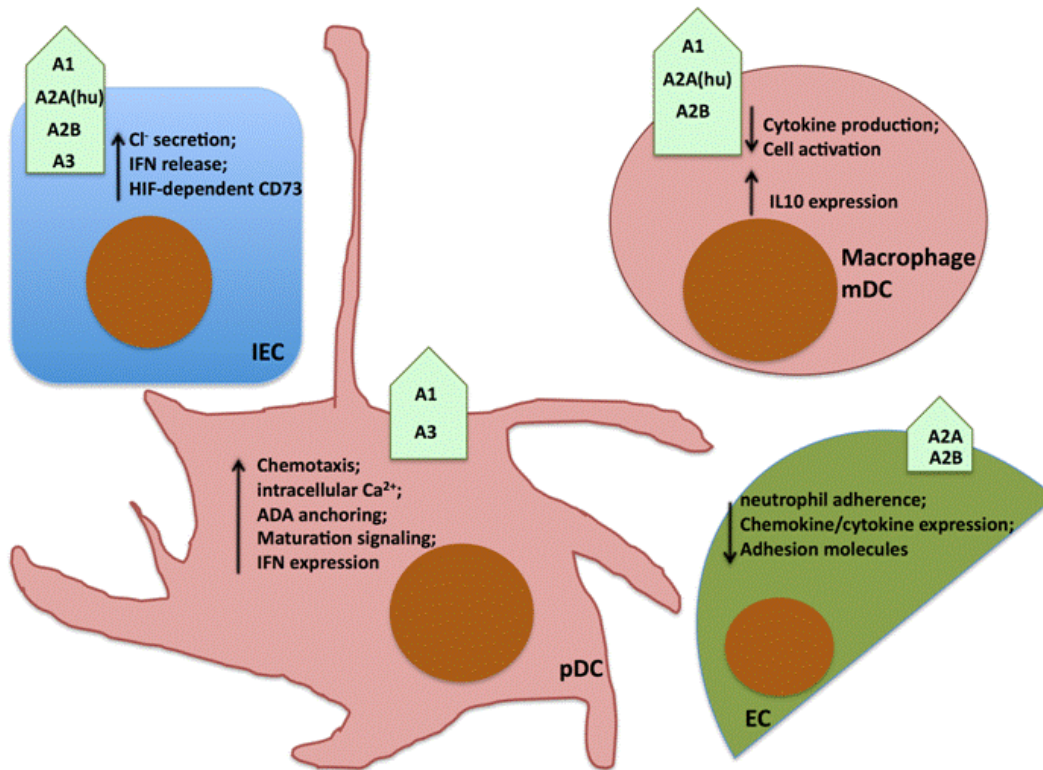 A1
A2A(hu)
A2B
A3
Cl⁻ secretion;
IFN release;
HIF-dependent CD73
IEC
A1
A2A(hu)
A2B
Cytokine production;
Cell activation
IL10 expression
Macrophage
mDC
A1
A3
Chemotaxis;
intracellular Ca²⁺;
ADA anchoring;
Maturation signaling;
IFN expression
pDC
A2A
A2B
neutrophil adherence;
Chemokine/cytokine expression;
Adhesion molecules
EC